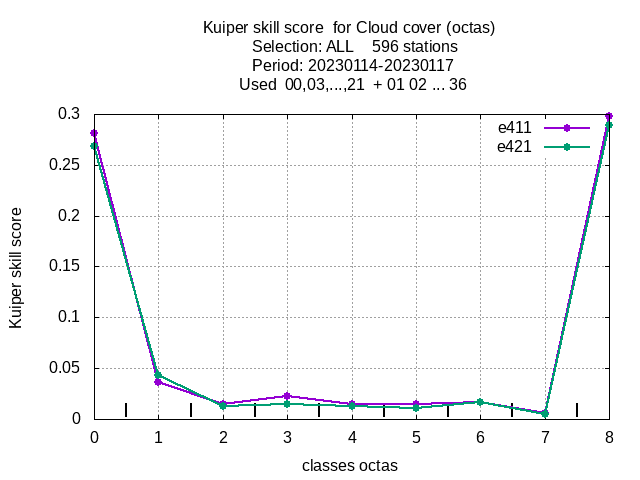 Kuiper skill score  for Cloud cover (octas)
Selection: ALL    596 stations
Period: 20230114-20230117
Used  00,03,...,21  + 01 02 ... 36
e411
e421
0.3
0.25
0.2
0.15
0.1
0.05
0
Kuiper skill score
0 1 2 3 4 5 6 7 8
classes octas